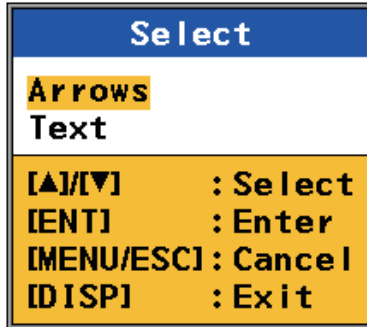 Select
Arrows
Text
[▲]/[▼] : Select
[ENT] : Enter
[MENU/ESC] : Cancel
[DISP] : Exit